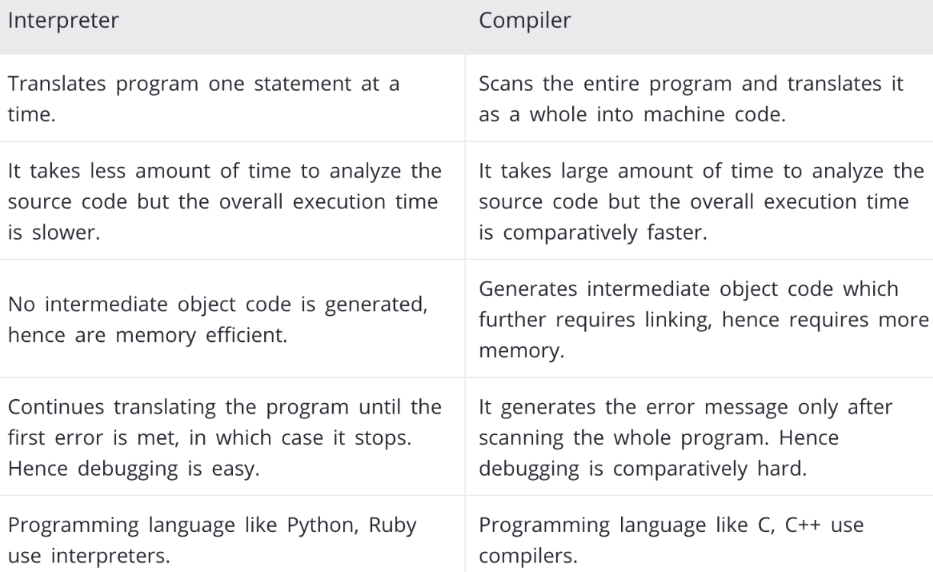 Interpreter
Compiler
Translates program one statement at a
time.
Scans the entire program and translates it
as a whole into machine code.
It takes less amount of time to analyze the
source code but the overall execution time
is slower.
It takes large amount of time to analyze the
source code but the overall execution time
is comparatively faster.
No intermediate object code is generated,
hence are memory efficient.
Generates intermediate object code which
further requires linking, hence requires more
memory.
Continues translating the program until the
first error is met, in which case it stops.
Hence debugging is easy.
It generates the error message only after
scanning the whole program. Hence
debugging is comparatively hard.
Programming language like Python, Ruby
use interpreters.
Programming language like C, C++ use
compilers.